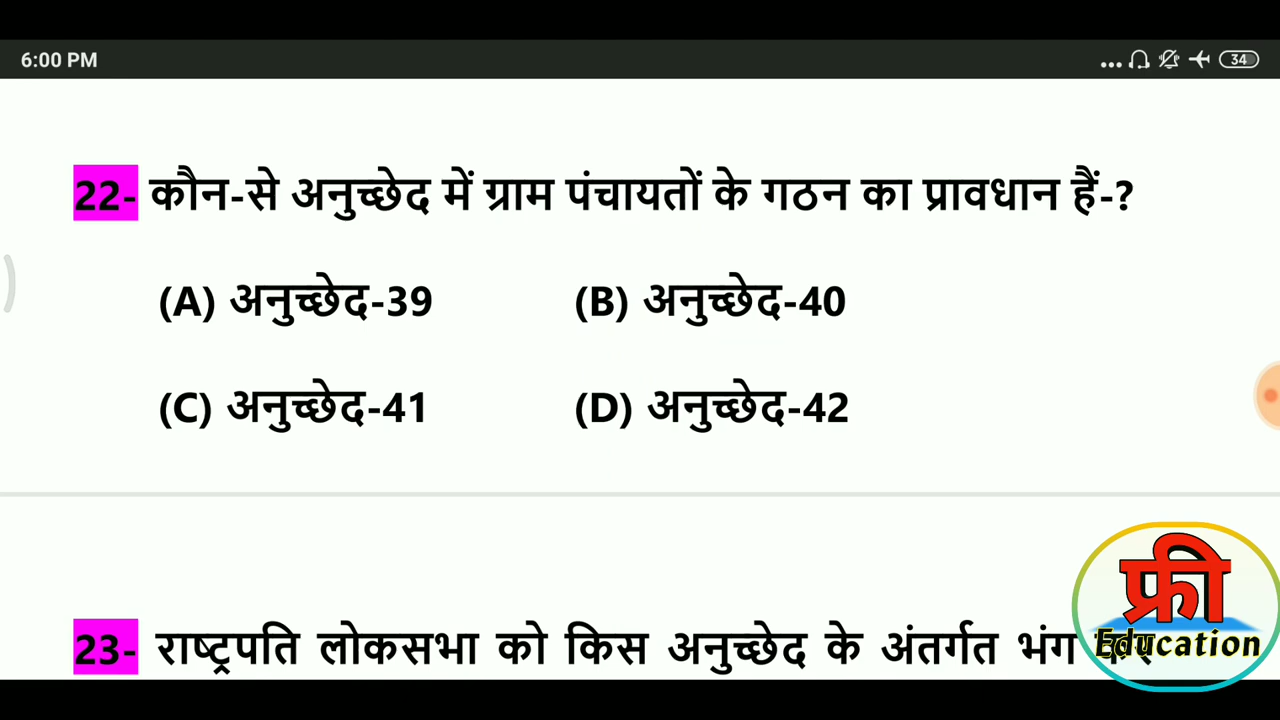 6:00 PM
34
22- कौन-से अनुच्छेद में ग्राम पंचायतों के गठन का प्रावधान हैं-?
(A) अनुच्छेद-39 (B) अनुच्छेद-40
(C) अनुच्छेद-41 (D) अनुच्छेद-42
फ्री
Education
23- राष्ट्रपति लोकसभा को किस अनुच्छेद के अंतर्गत भंग